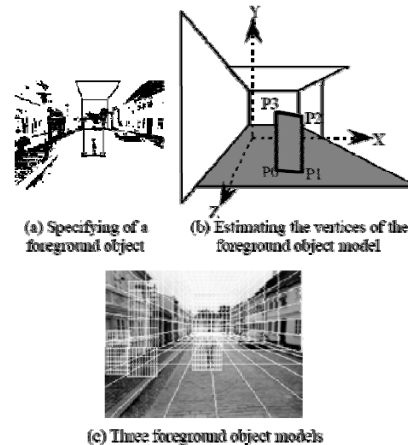 Y
P3
P2
X
P0
P1
Z
(a) Specifying of a
foreground object
(b) Estimating the vertices of the
foreground object model
(c) Three foreground object models